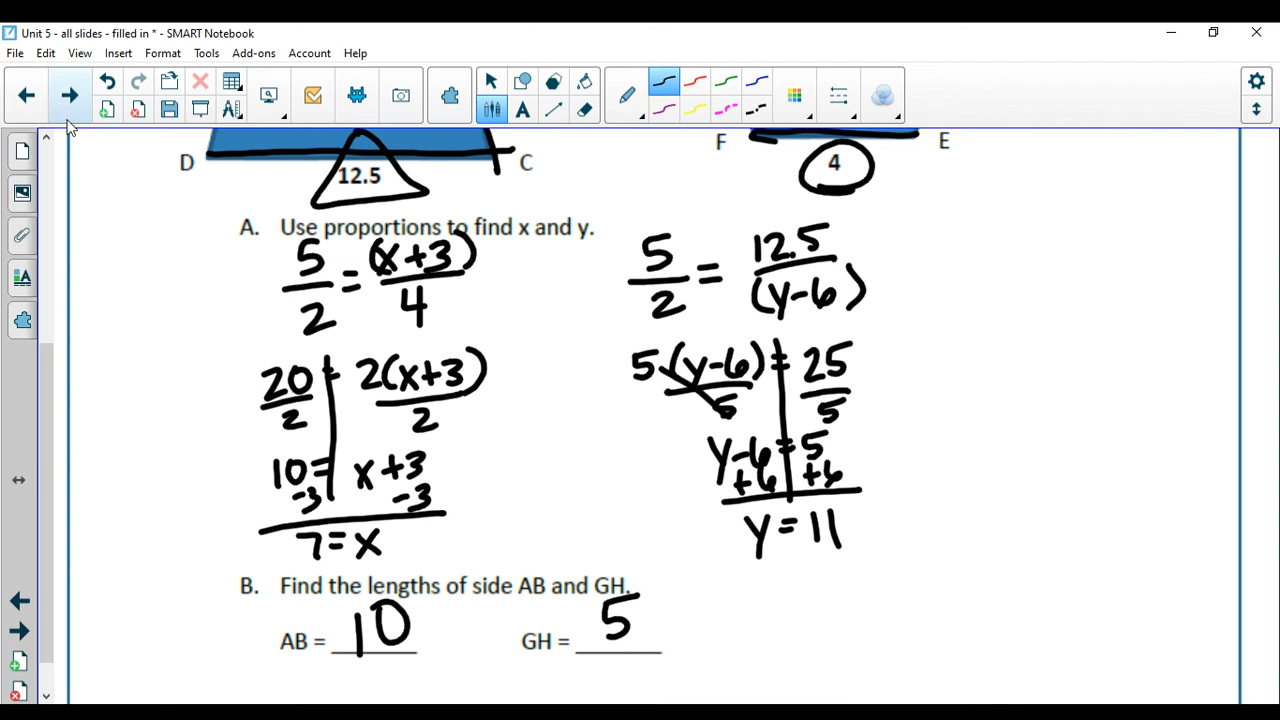 Unit 5 - all slides - filled in * - SMART Notebook
File Edit View Insert Format Tools Add-ons Account Help
D 12.5 C
F 4 E
A. Use proportions to find x and y.
5/2 = (x+3)/4
20/2 = 2(x+3)/2
10 = x+3
-3 -3
7 = x
5/2 = 12.5/(y-6)
5(y-6)/5 = 25/5
y-6 = 5
+6 +6
y = 11
B. Find the lengths of side AB and GH.
AB = 10 GH = 5